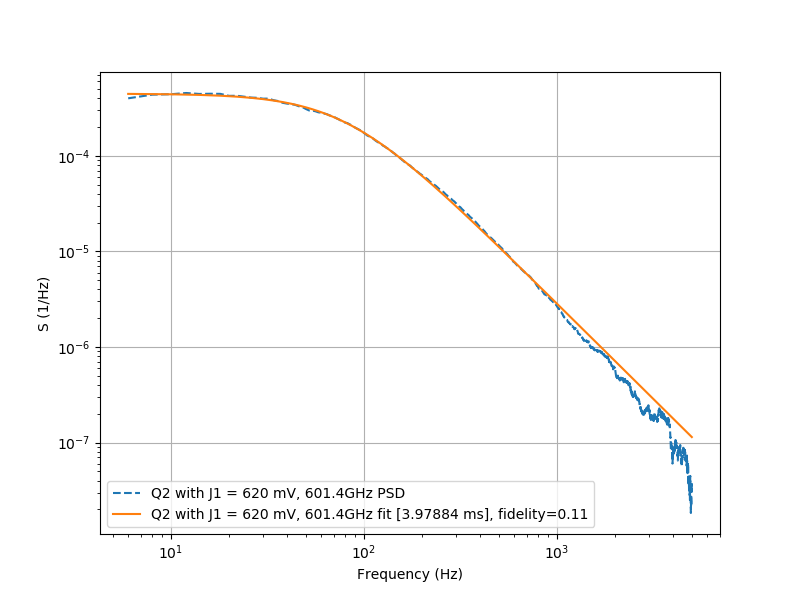 S (1/Hz)
10⁻⁴
10⁻⁵
10⁻⁶
10⁻⁷
Q2 with J1 = 620 mV, 601.4GHz PSD
Q2 with J1 = 620 mV, 601.4GHz fit [3.97884 ms], fidelity=0.11
10¹ 10² 10³
Frequency (Hz)